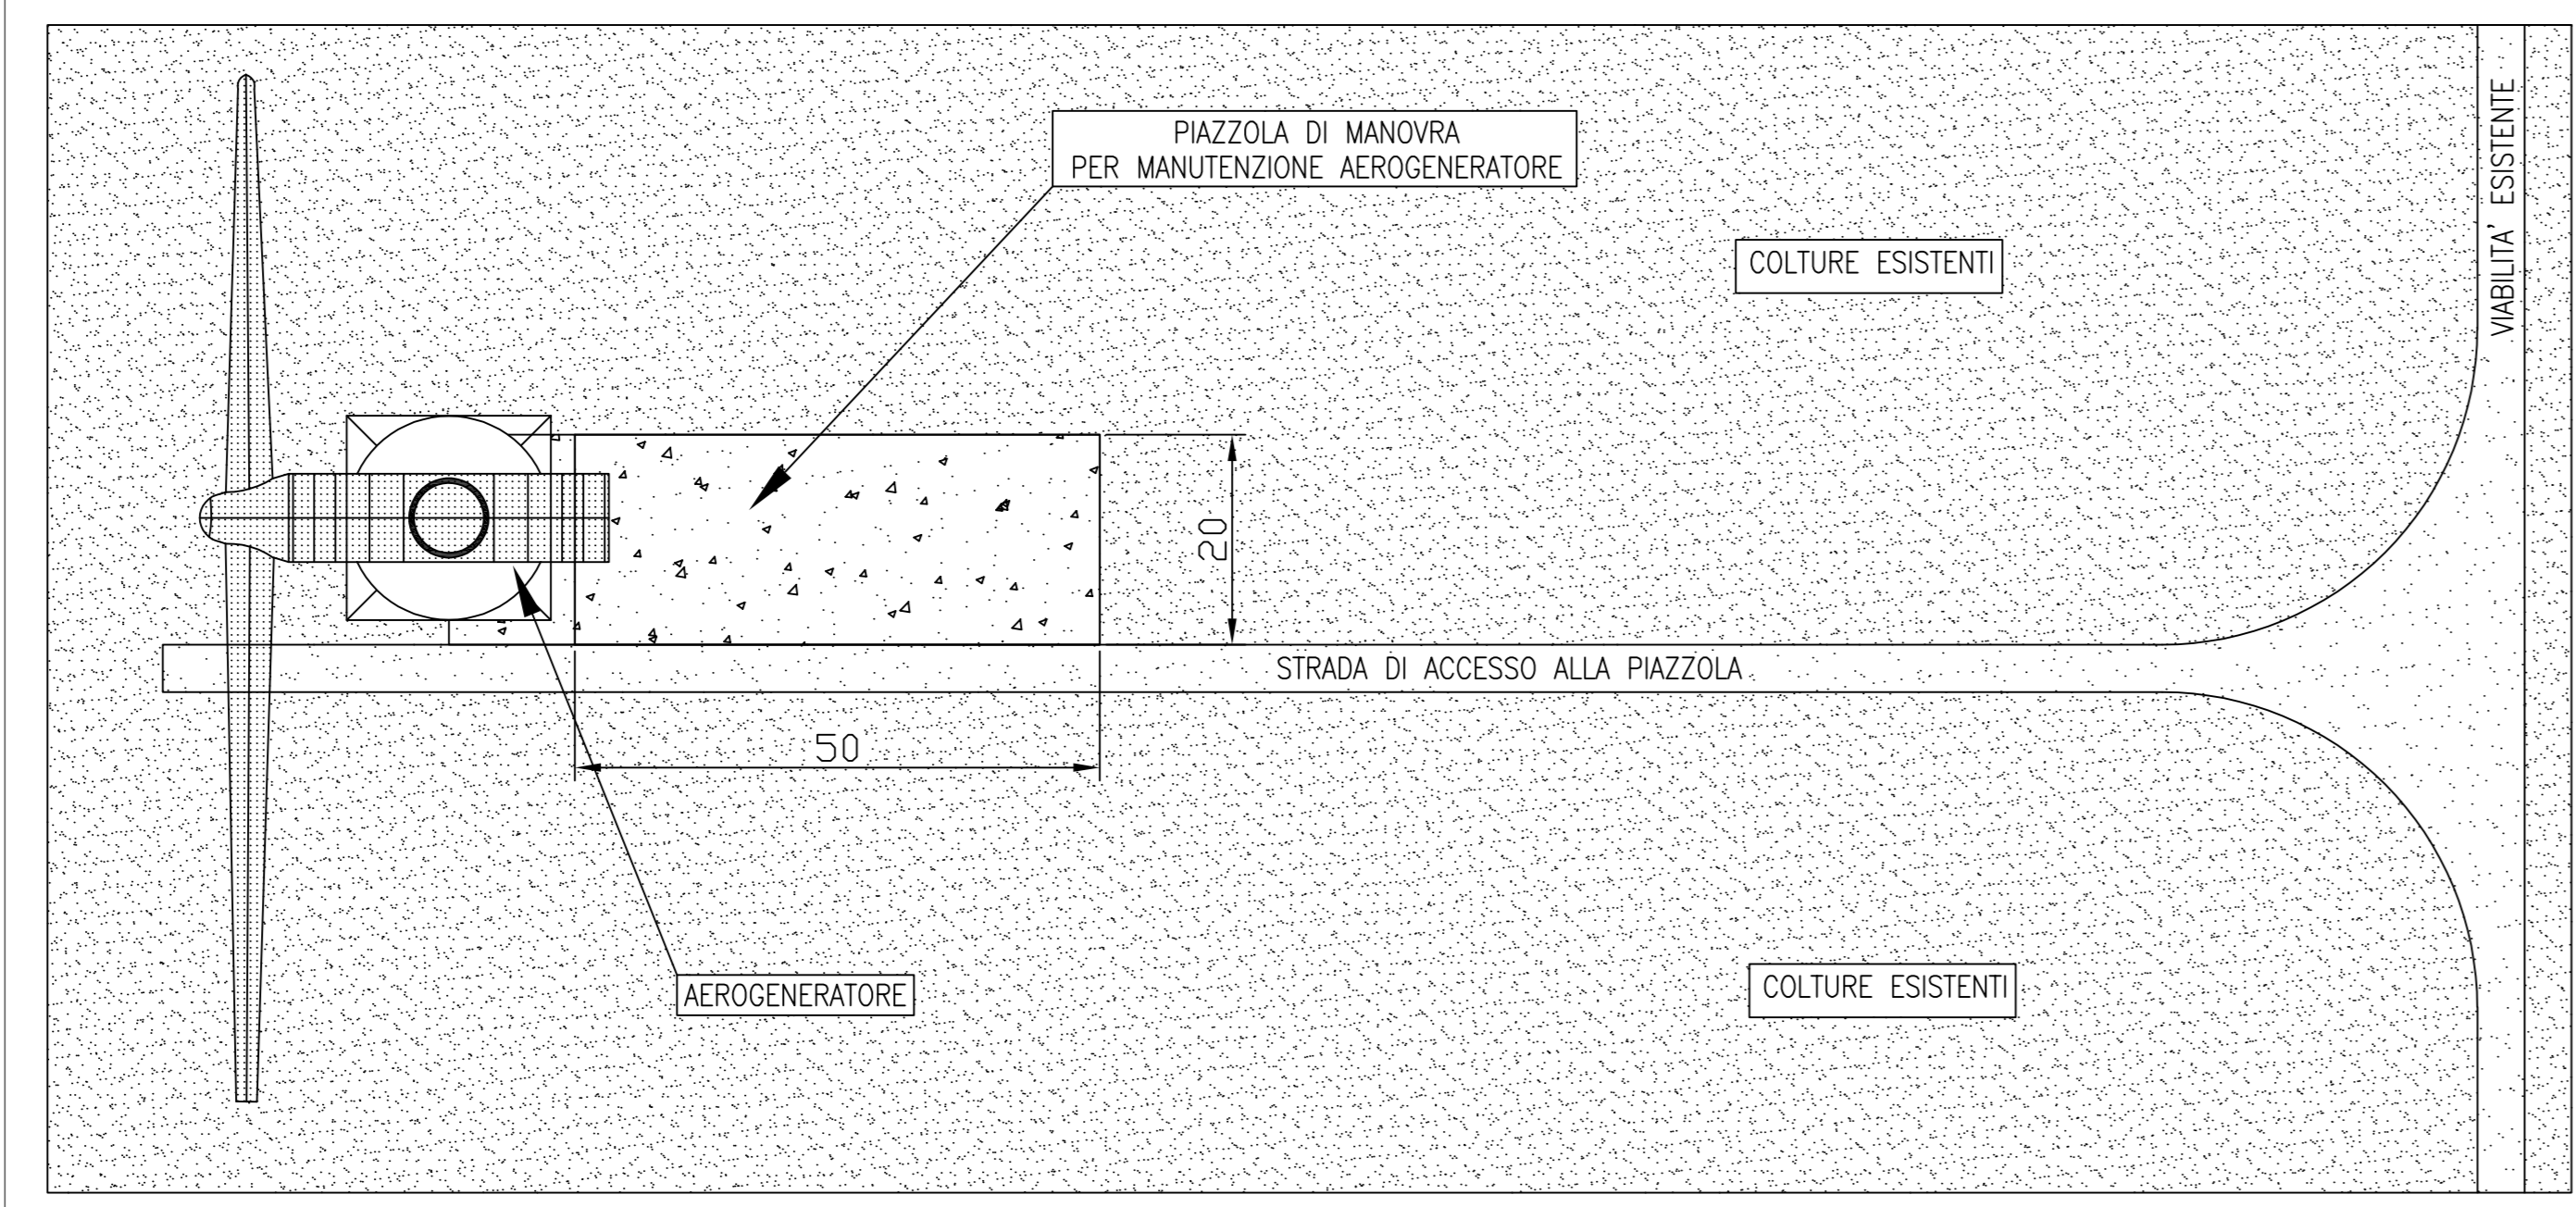 PIAZZOLA DI MANOVRA
PER MANUTENZIONE AEROGENERATORE
COLTURE ESISTENTI
VIABILITA' ESISTENTE
20
STRADA DI ACCESSO ALLA PIAZZOLA
50
AEROGENERATORE
COLTURE ESISTENTI